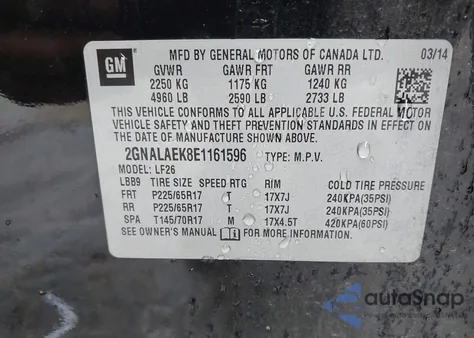 GM
MFD BY GENERAL MOTORS OF CANADA LTD. 03/14
GVWR GAWR FRT GAWR RR
2250 KG 1175 KG 1240 KG
4960 LB 2590 LB 2733 LB
THIS VEHICLE CONFORMS TO ALL APPLICABLE U.S. FEDERAL MOTOR
VEHICLE SAFETY AND THEFT PREVENTION STANDARDS IN EFFECT ON
THE DATE OF MANUFACTURE SHOWN ABOVE.
2GNALAEK8E1161596 TYPE: M.P.V.
MODEL: LF26
LBB9 TIRE SIZE SPEED RTG RIM COLD TIRE PRESSURE
FRT P225/65R17 T 17X7J 240KPA(35PSI)
RR P225/65R17 T 17X7J 240KPA(35PSI)
SPA T145/70R17 M 17X4.5T 420KPA(60PSI)
SEE OWNER'S MANUAL FOR MORE INFORMATION.
autoSnap